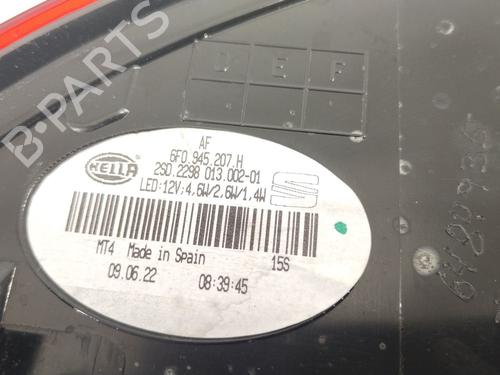 B-PARTS
D E F
AF
6F0.945.207.H
HELLA
2SD.2298 013.002-01
LED:12V:4.6W/2.6W/1.4W
MT4 Made in Spain 15S
09.06.22 08:39:45